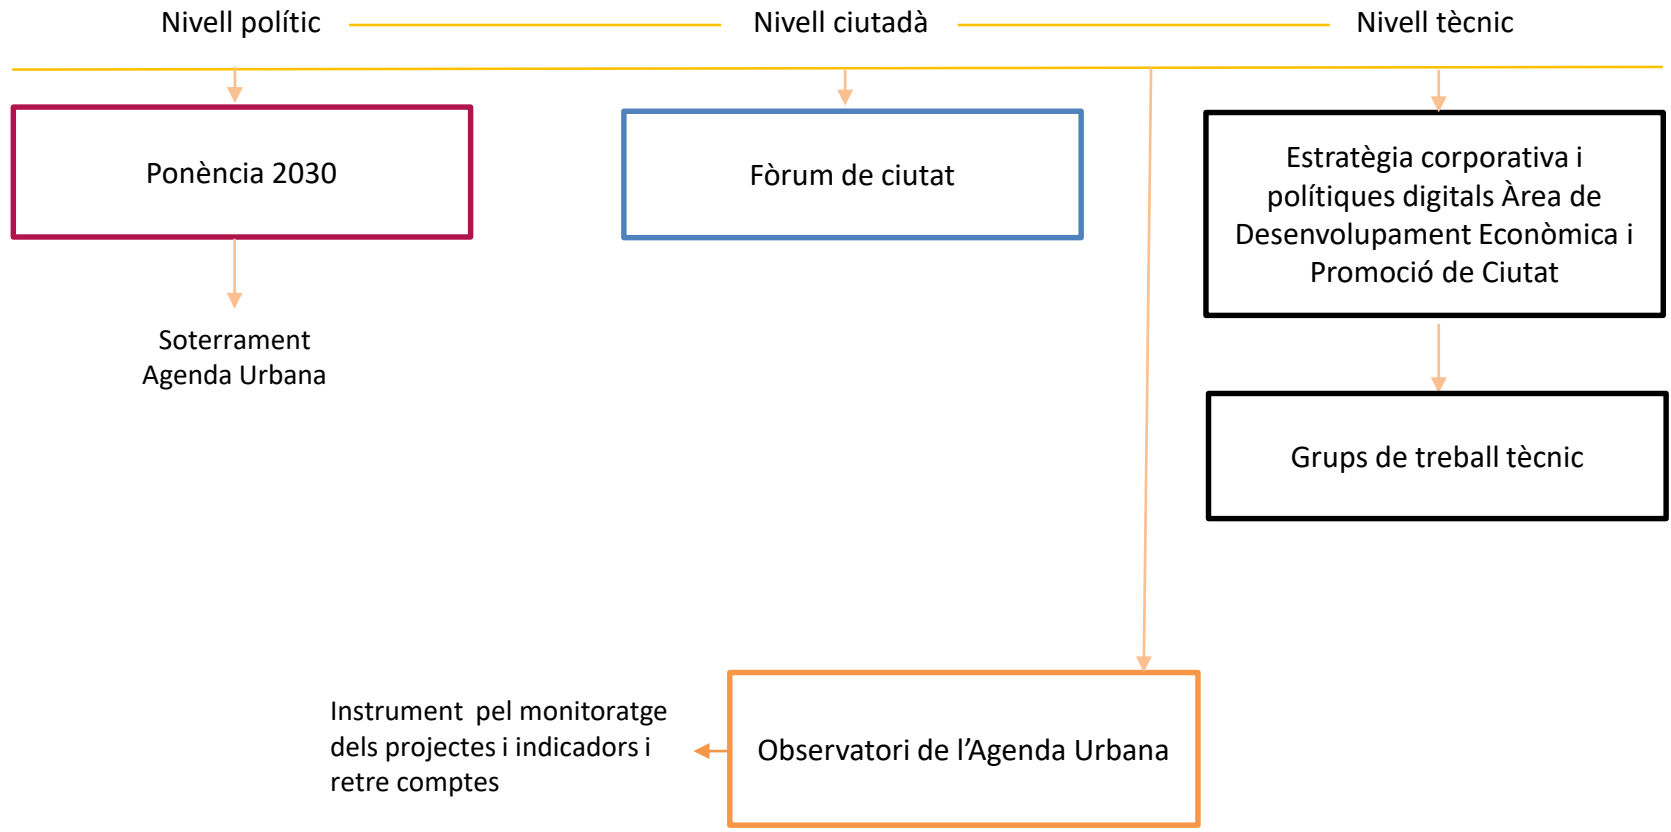 Nivell polític
Nivell ciutadà
Nivell tècnic
Ponència 2030
Fòrum de ciutat
Estratègia corporativa i
polítiques digitals Àrea de
Desenvolupament Econòmica i
Promoció de Ciutat
Soterrament
Agenda Urbana
Grups de treball tècnic
Instrument  pel monitoratge
dels projectes i indicadors i
retre comptes
Observatori de l’Agenda Urbana